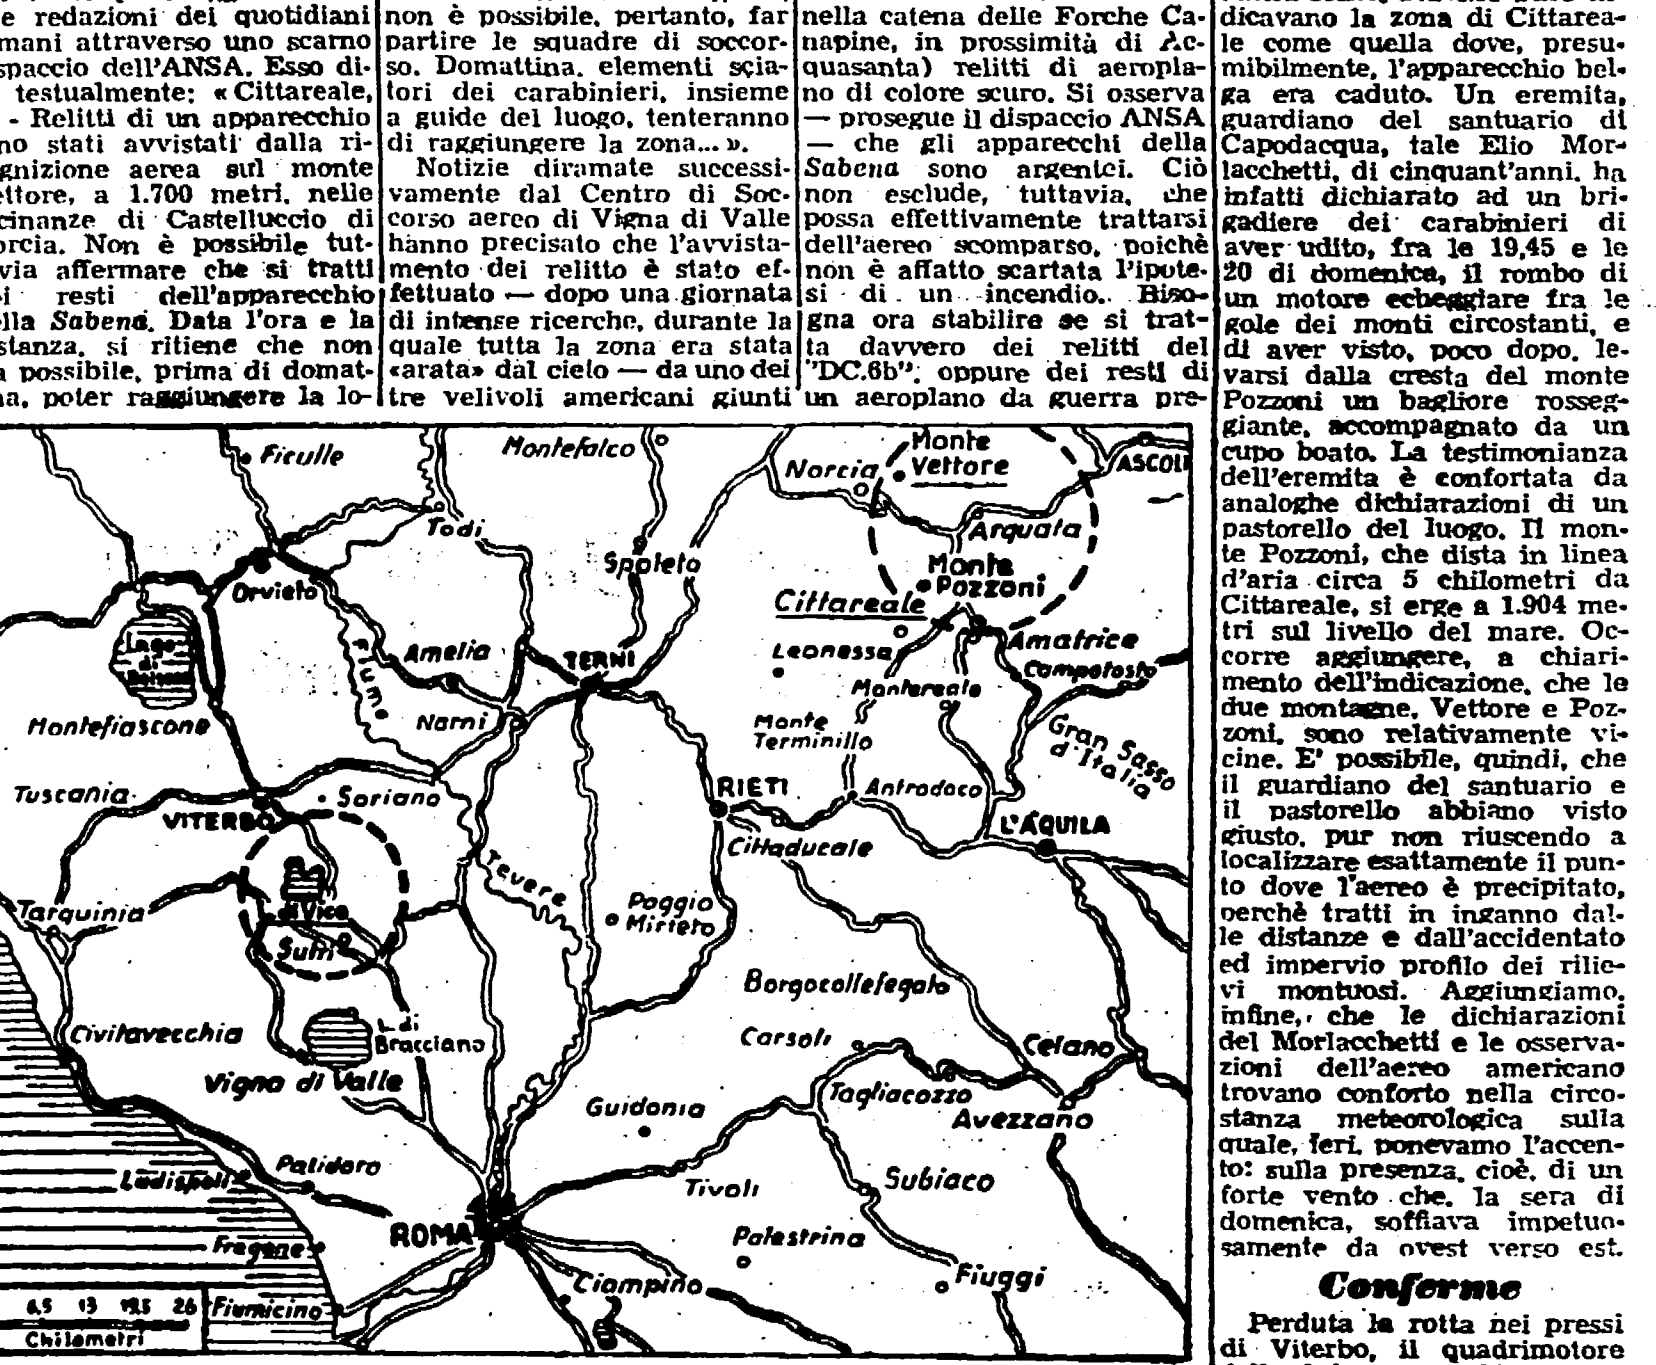 e redazioni dei quotidiani
mani attraverso uno scarno
spaccio dell'ANSA. Esso di-
testualmente: «Cittareale,
- Relitti di un apparecchio
no stati avvistati dalla ri-
gnizione aerea sul monte
ettore, a 1.700 metri, nelle
cinanze di Castelluccio di
orcia. Non è possibile tut-
via affermare che si tratti
i resti dell'apparecchio
ella Sabena. Data l'ora e la
stanza, si ritiene che non
a possibile, prima di domat-
na, poter raggiungere la lo-
non è possibile, pertanto, far
partire le squadre di soccor-
so. Domattina, elementi scia-
tori dei carabinieri, insieme
a guide del luogo, tenteranno
di raggiungere la zona... ».
Notizie diramate successi-
vamente dal Centro di Soc-
corso aereo di Vigna di Valle
hanno precisato che l'avvista-
mento dei relitto è stato ef-
fettuato — dopo una giornata
di intense ricerche, durante la
quale tutta la zona era stata
«arata» dal cielo — da uno dei
tre velivoli americani giunti
nella catena delle Forche Ca-
napine, in prossimità di Ac-
quasanta) relitti di aeropla-
no di colore scuro. Si osserva
— prosegue il dispaccio ANSA
— che gli apparecchi della
Sabena sono argentei. Ciò
non esclude, tuttavia, che
possa effettivamente trattarsi
dell'aereo scomparso, poichè
non è affatto scartata l'ipote-
si di un incendio. Biso-
gna ora stabilire se si trat-
ta davvero dei relitti del
"DC.6b", oppure dei resti di
un aeroplano da guerra pre-
dicavano la zona di Cittarea-
le come quella dove, presu-
mibilmente, l'apparecchio bel-
ga era caduto. Un eremita,
guardiano del santuario di
Capodacqua, tale Elio Mor-
lacchetti, di cinquant'anni, ha
infatti dichiarato ad un bri-
gadiere dei carabinieri di
aver udito, fra le 19,45 e le
20 di domenica, il rombo di
un motore echeggiare fra le
gole dei monti circostanti, e
di aver visto, poco dopo, le-
varsi dalla cresta del monte
Pozzoni un bagliore rosseg-
giante, accompagnato da un
cupo boato. La testimonianza
dell'eremita è confortata da
analoghe dichiarazioni di un
pastorello del luogo. Il mon-
te Pozzoni, che dista in linea
d'aria circa 5 chilometri da
Cittareale, si erge a 1.904 me-
tri sul livello del mare. Oc-
corre aggiungere, a chiari-
mento dell'indicazione, che le
due montagne, Vettore e Poz-
zoni, sono relativamente vi-
cine. E' possibile, quindi, che
il guardiano del santuario e
il pastorello abbiano visto
giusto, pur non riuscendo a
localizzare esattamente il pun-
to dove l'aereo è precipitato,
perchè tratti in inganno dal-
le distanze e dall'accidentato
ed impervio profilo dei rilie-
vi montuosi. Aggiungiamo,
infine, che le dichiarazioni
del Morlacchetti e le osserva-
zioni dell'aereo americano
trovano conforto nella circo-
stanza meteorologica sulla
quale, ieri, ponevamo l'accen-
to: sulla presenza, cioè, di un
forte vento che, la sera di
domenica, soffiava impetuo-
samente da ovest verso est.
Conferme
Perduta la rotta nei pressi
di Viterbo, il quadrimotore
Ficulle
Montefalco
Norcia
Monte
Vettore
ASCOLI
Todi
Arquata
Spoleto
Orvieto
Monte
Pozzoni
Cittareale
Lago
di
Bolsena
Fiume
Amelia
TERNI
Leonessa
Amatrice
Campotosto
Montereale
Montefiascone
Narni
Monte
Terminillo
Gran Sasso
d'Italia
Tuscania
Soriano
RIETI
Antrodoco
VITERBO
L'AQUILA
Cittaducale
Tevere
Tarquinia
di Vico
Poggio
Mirteto
Sutri
Borgocollefegato
Civitavecchia
L. di
Bracciano
Carsoli
Celano
Vigna di Valle
Tagliacozzo
Guidonia
Avezzano
Palidoro
Ladispoli
Tivoli
Subiaco
ROMA
Fregene
Palestrina
Ciampino
Fiuggi
6,5 13 19,5 26
Fiumicino
Chilometri